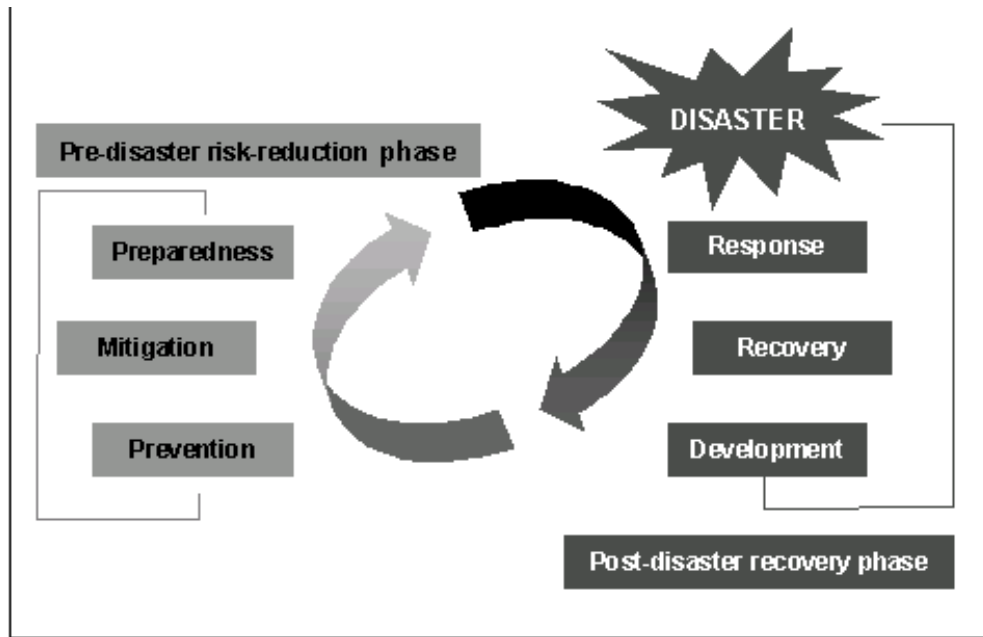 DISASTER
Pre-disaster risk-reduction phase
Preparedness
Response
Mitigation
Recovery
Prevention
Development
Post-disaster recovery phase